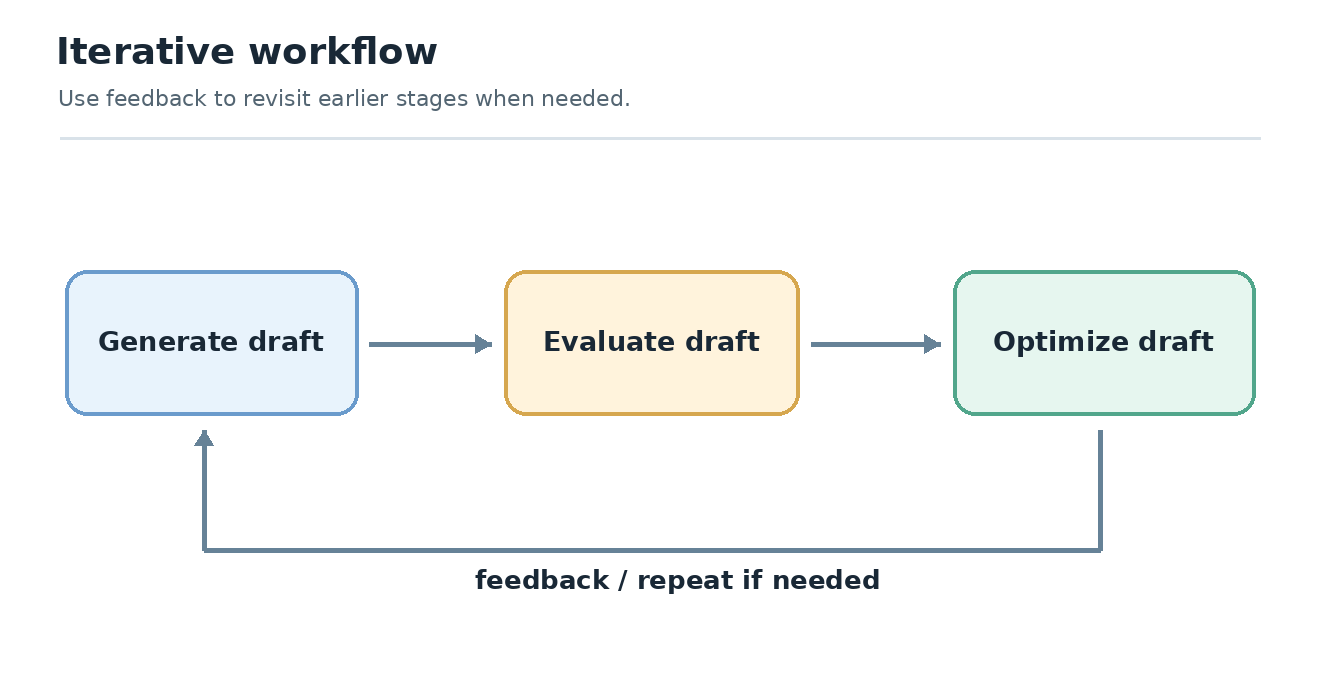 Iterative workflow
Use feedback to revisit earlier stages when needed.
Generate draft
Evaluate draft
Optimize draft
feedback / repeat if needed